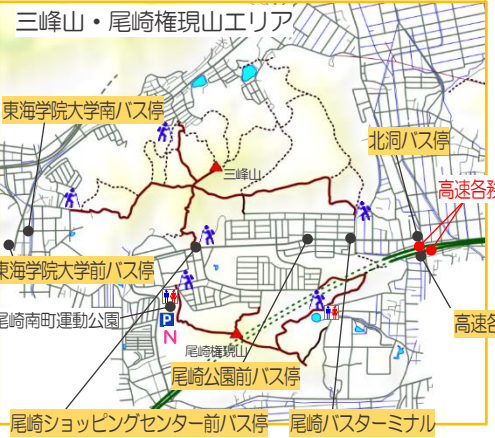 三峰山・尾崎権現山エリア
東海学院大学南バス停
北洞バス停
三峰山
高速各務
東海学院大学前バス停
尾崎南町運動公園
P
N
高速各
尾崎権現山
尾崎公園前バス停
尾崎ショッピングセンター前バス停
尾崎バスターミナル